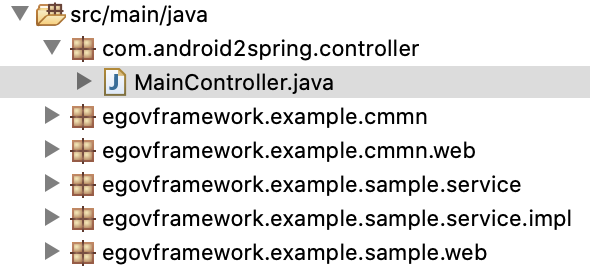 src/main/java
com.android2spring.controller
MainController.java
egovframework.example.cmmn
egovframework.example.cmmn.web
egovframework.example.sample.service
egovframework.example.sample.service.impl
egovframework.example.sample.web